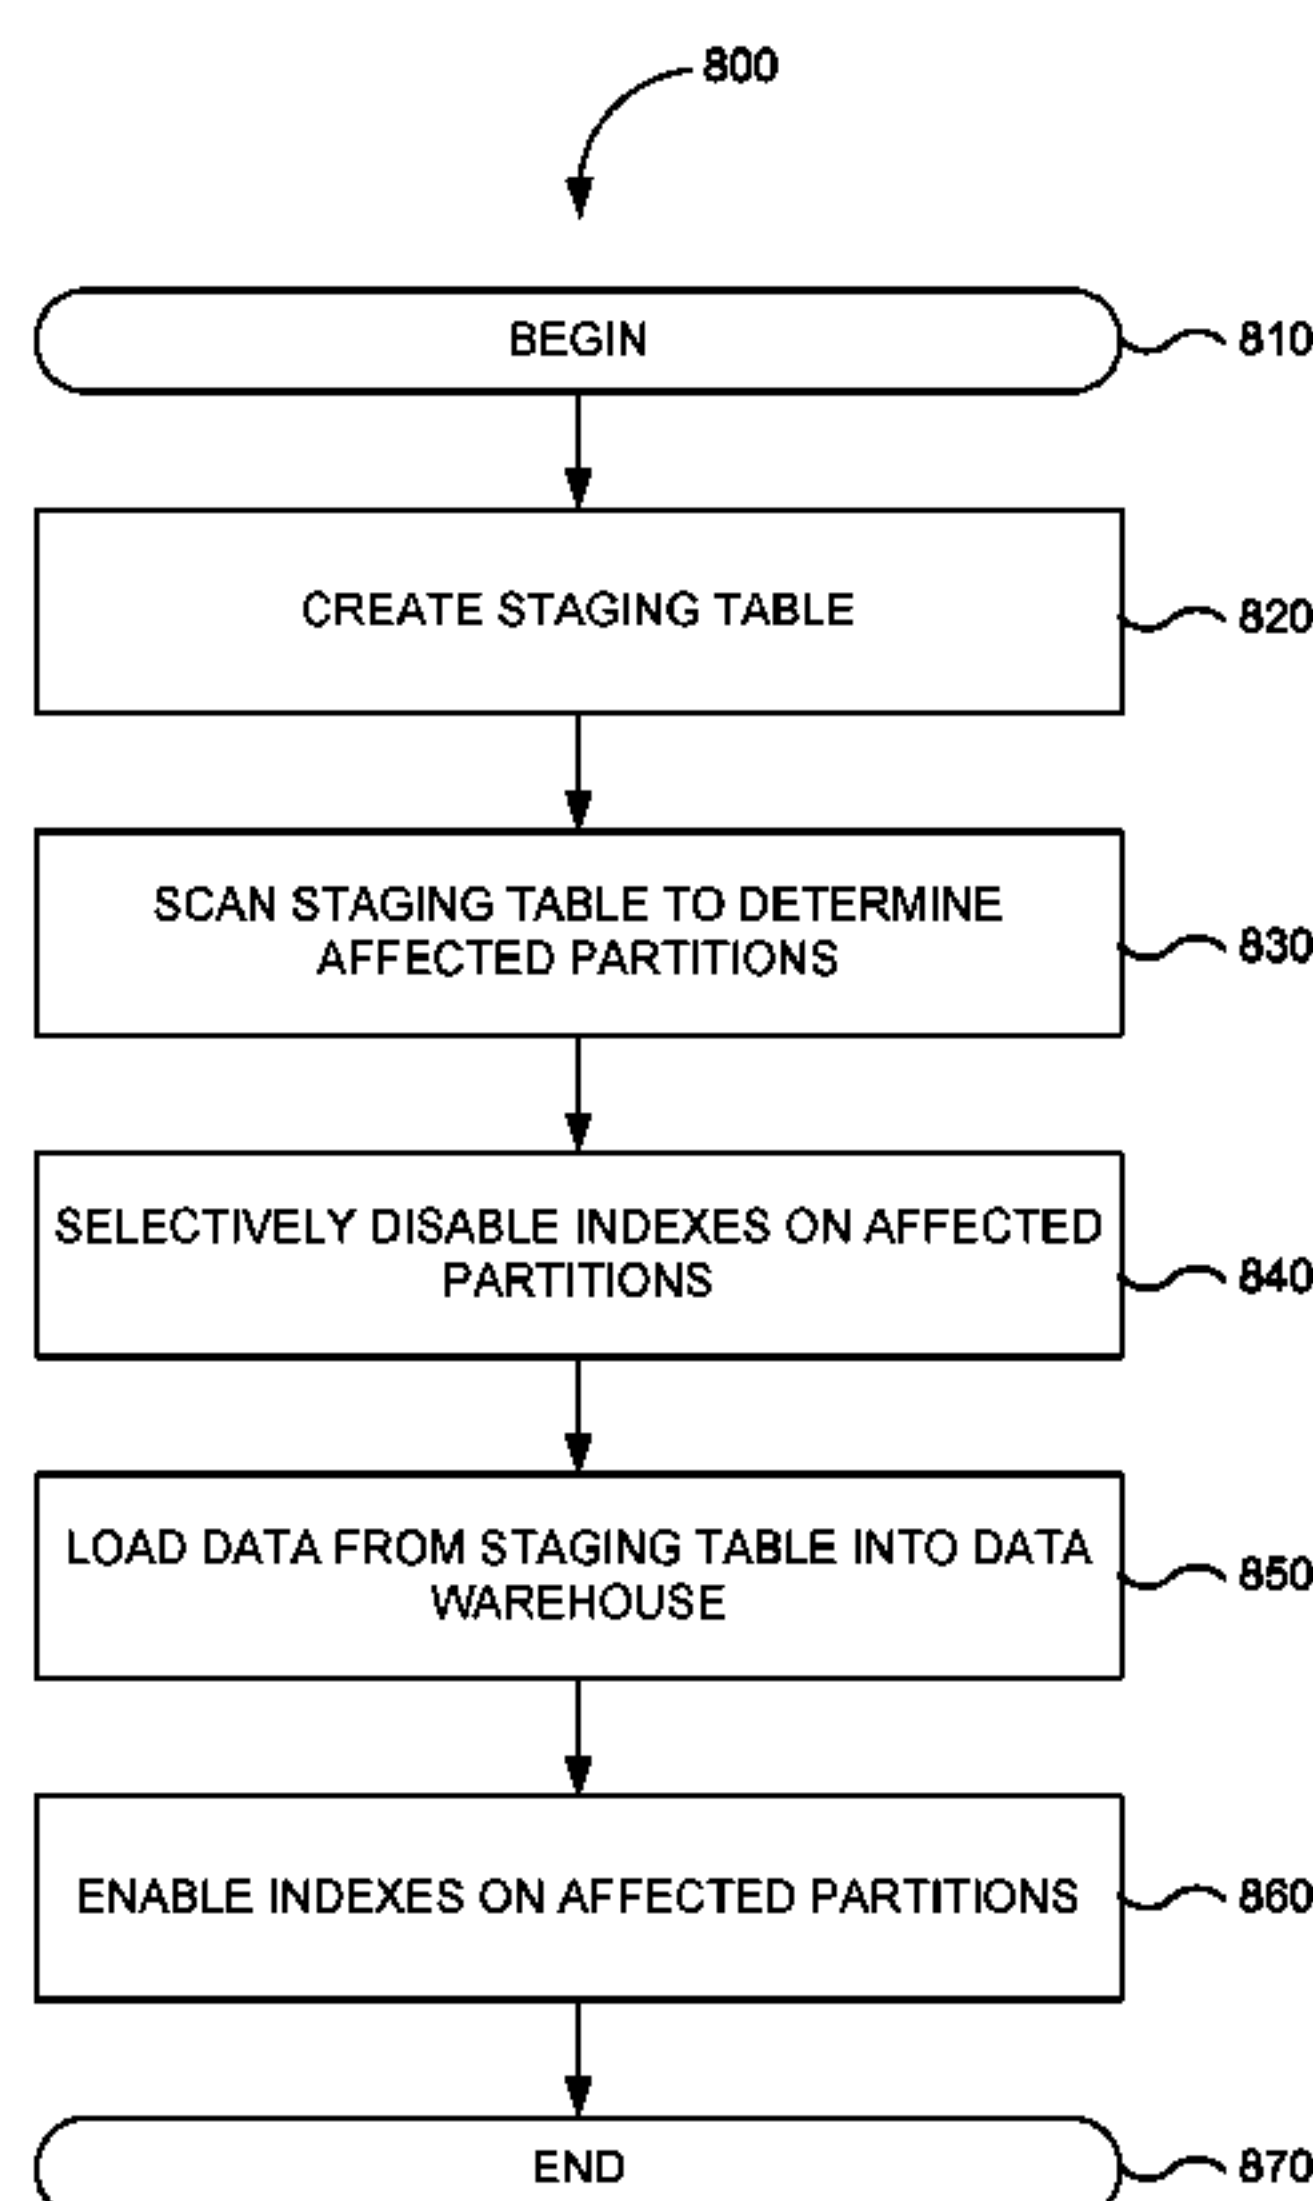 800
BEGIN
810
CREATE STAGING TABLE
820
SCAN STAGING TABLE TO DETERMINE
AFFECTED PARTITIONS
830
SELECTIVELY DISABLE INDEXES ON AFFECTED
PARTITIONS
840
LOAD DATA FROM STAGING TABLE INTO DATA
WAREHOUSE
850
ENABLE INDEXES ON AFFECTED PARTITIONS
860
END
870